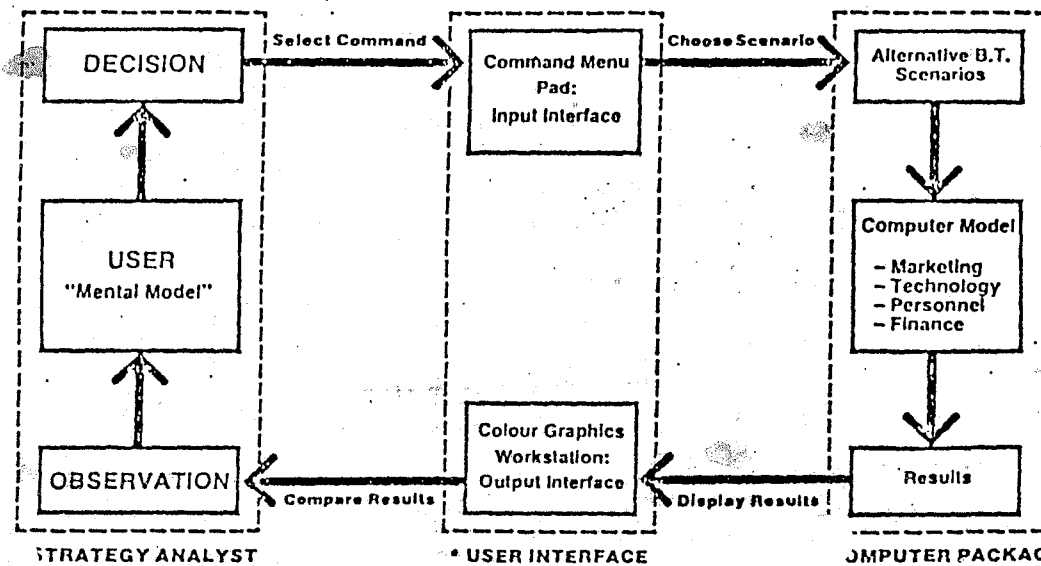 DECISION
Select Command
Command Menu
Pad:
Input Interface
Choose Scenario
Alternative B.T.
Scenarios
USER
"Mental Model"
Computer Model
– Marketing
– Technology
– Personnel
– Finance
OBSERVATION
Compare Results
Colour Graphics
Workstation:
Output Interface
Display Results
Results
STRATEGY ANALYST
* USER INTERFACE
OMPUTER PACKAG